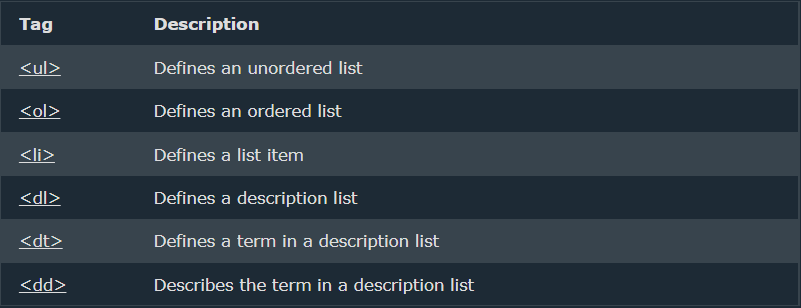 Tag Description
<ul> Defines an unordered list
<ol> Defines an ordered list
<li> Defines a list item
<dl> Defines a description list
<dt> Defines a term in a description list
<dd> Describes the term in a description list